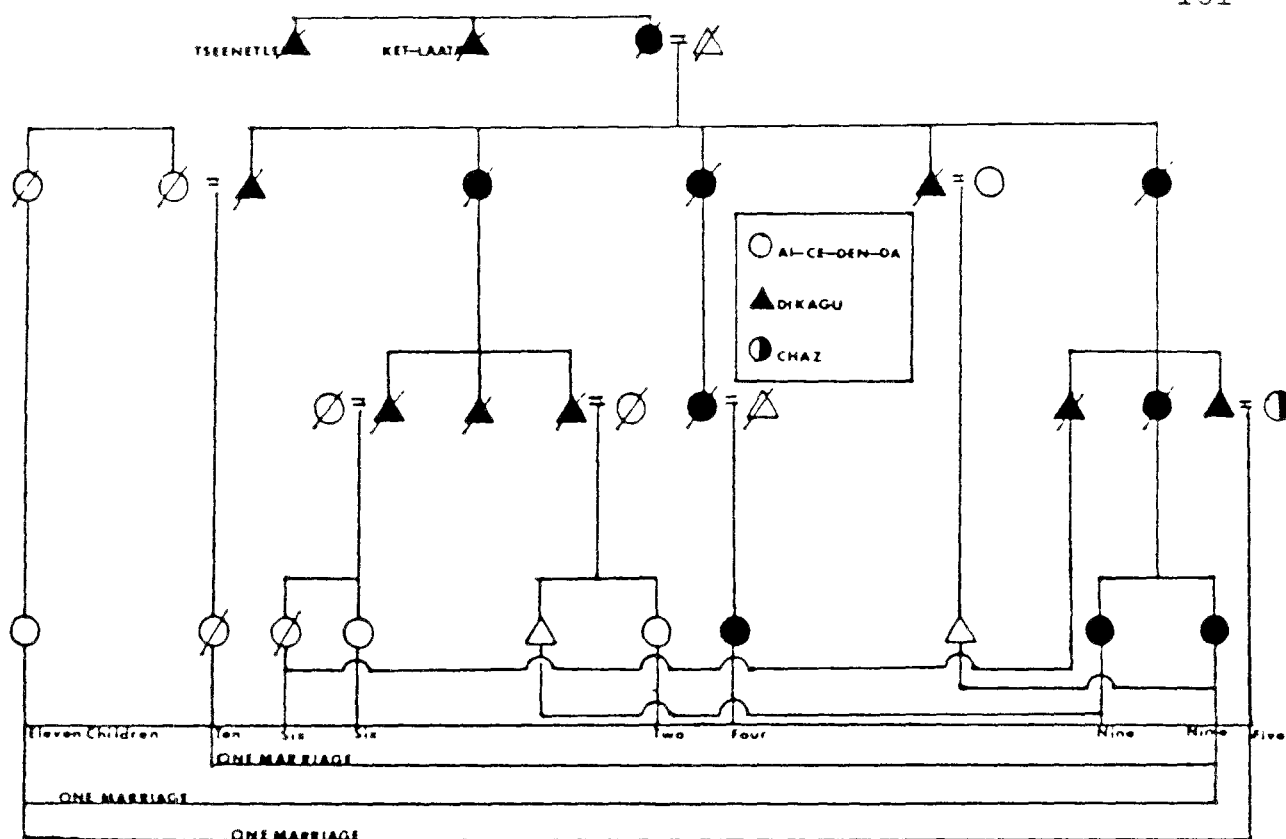 TSEENETLE KET-LAATA
AI-CE-DEN-DA
DIKAGU
CHAZ
Eleven Children Ten Six Six Two Four Nine Nine Five
ONE MARRIAGE
ONE MARRIAGE
ONE MARRIAGE